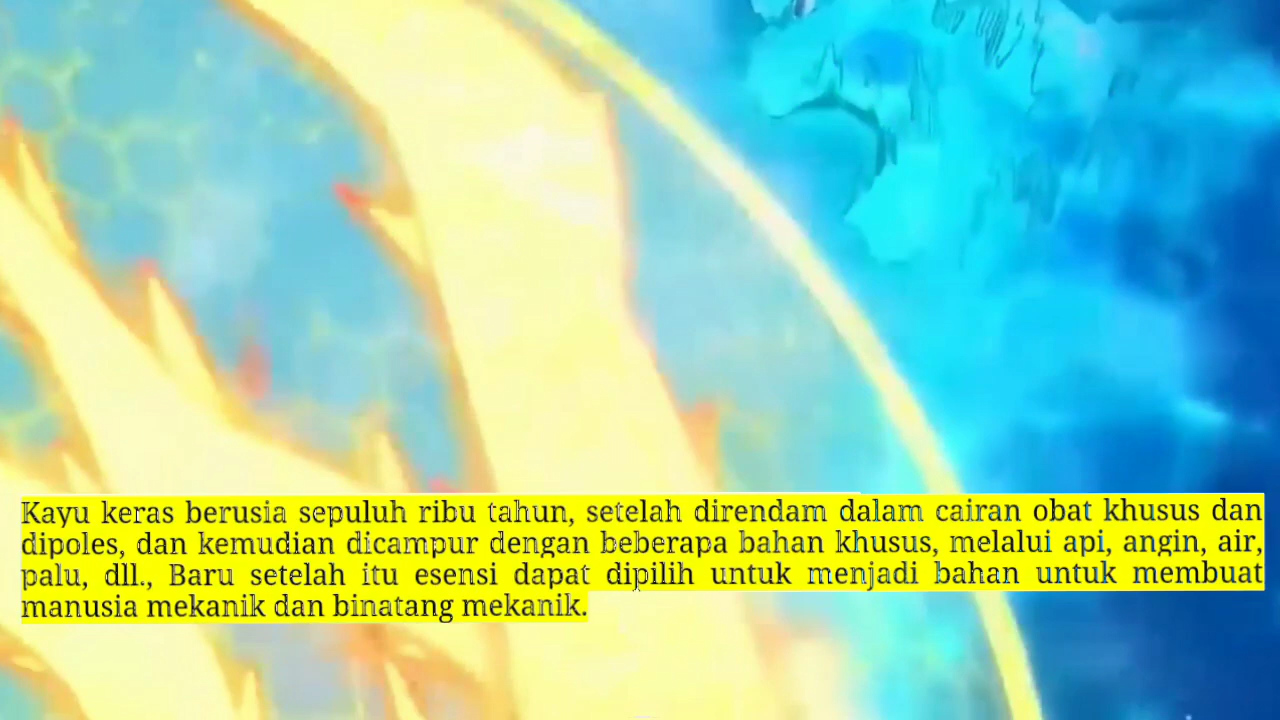 Kayu keras berusia sepuluh ribu tahun, setelah direndam dalam cairan obat khusus dan
dipoles, dan kemudian dicampur dengan beberapa bahan khusus, melalui api, angin, air,
palu, dll., Baru setelah itu esensi dapat dipilih untuk menjadi bahan untuk membuat
manusia mekanik dan binatang mekanik.